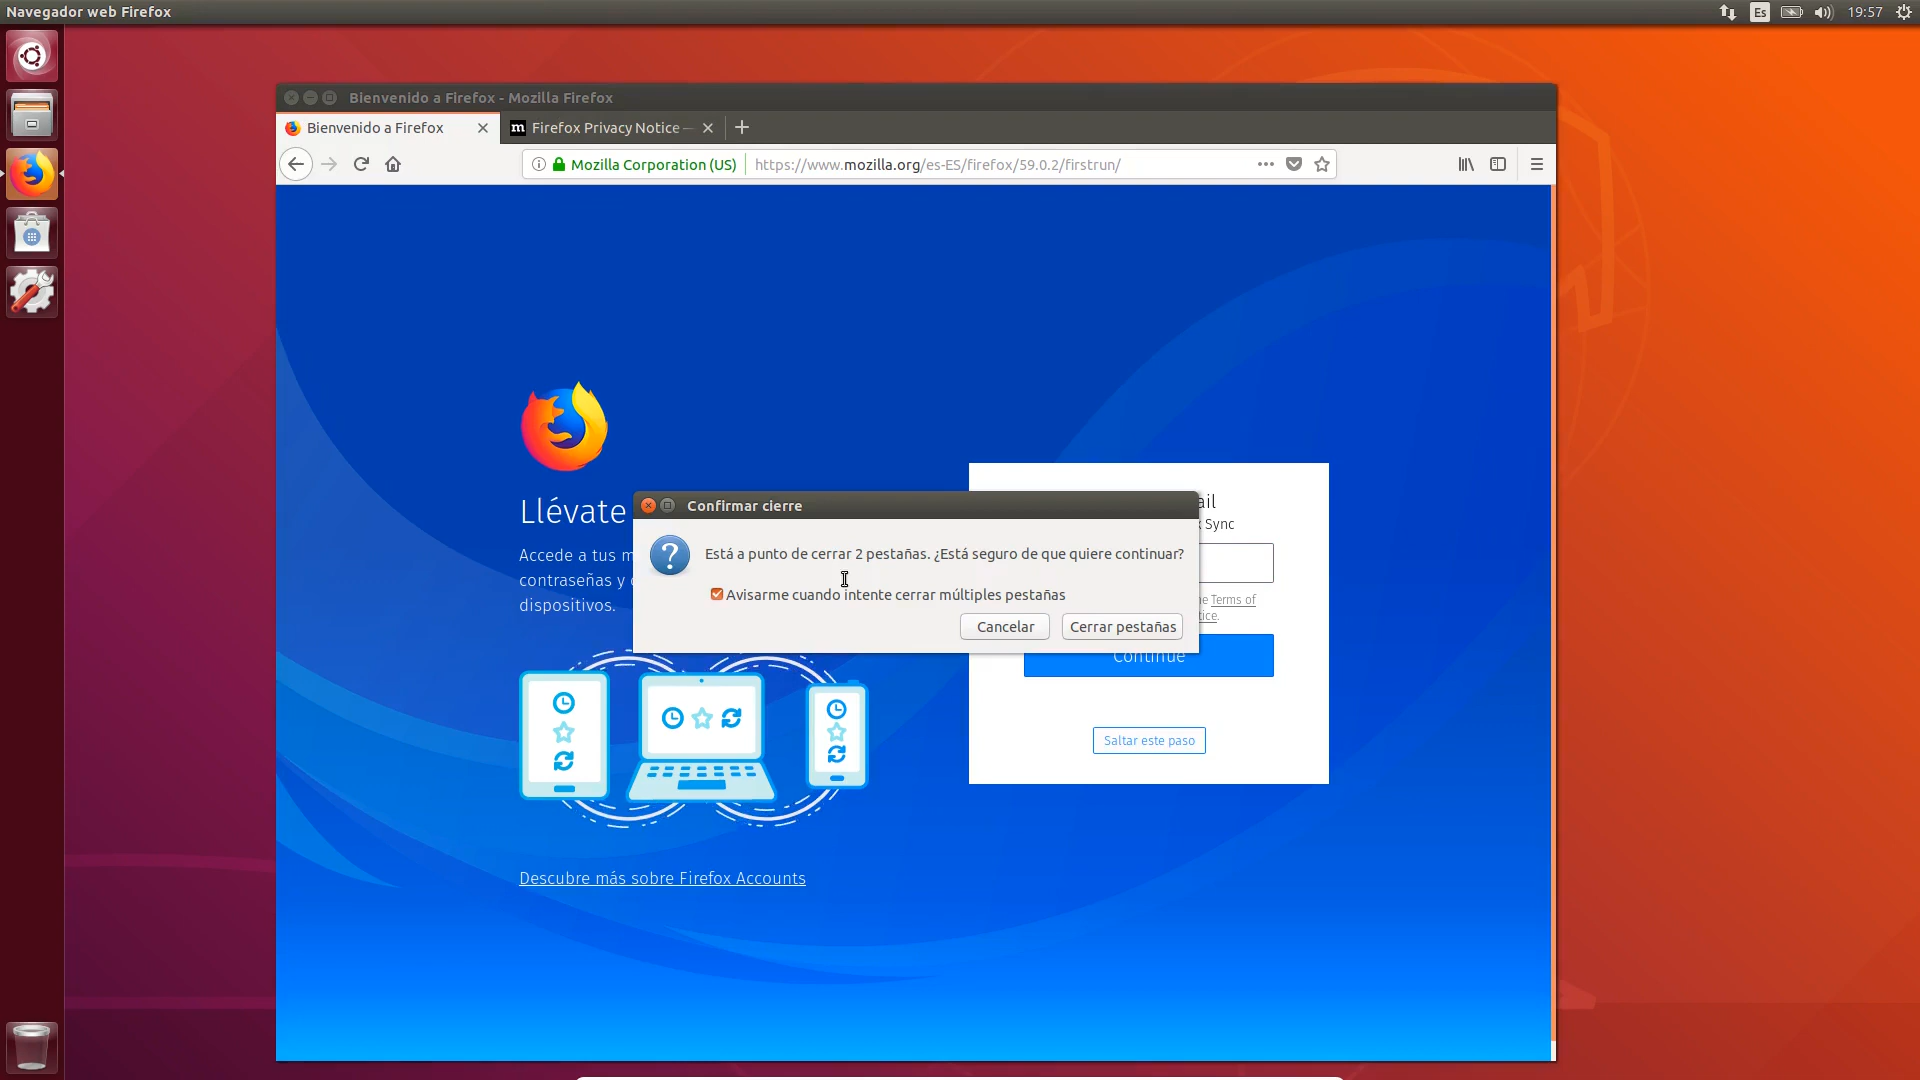 Navegador web Firefox
Es
19:57
Bienvenido a Firefox - Mozilla Firefox
Bienvenido a Firefox
m
Firefox Privacy Notice —
Mozilla Corporation (US)
https://www.mozilla.org/es-ES/firefox/59.0.2/firstrun/
Llévate
Accede a tus m
contraseñas y
dispositivos.
Confirmar cierre
Está a punto de cerrar 2 pestañas. ¿Está seguro de que quiere continuar?
Avisarme cuando intente cerrar múltiples pestañas
Cancelar
Cerrar pestañas
ail
Sync
Terms of
tice.
Continue
Saltar este paso
Descubre más sobre Firefox Accounts